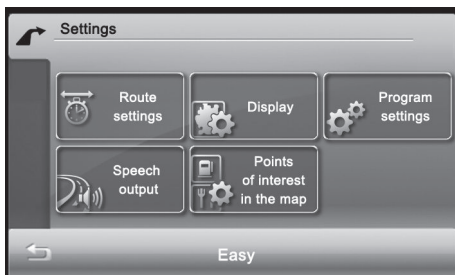 Settings
Route
settings
Display
Program
settings
Speech
output
Points
of interest
in the map
Easy